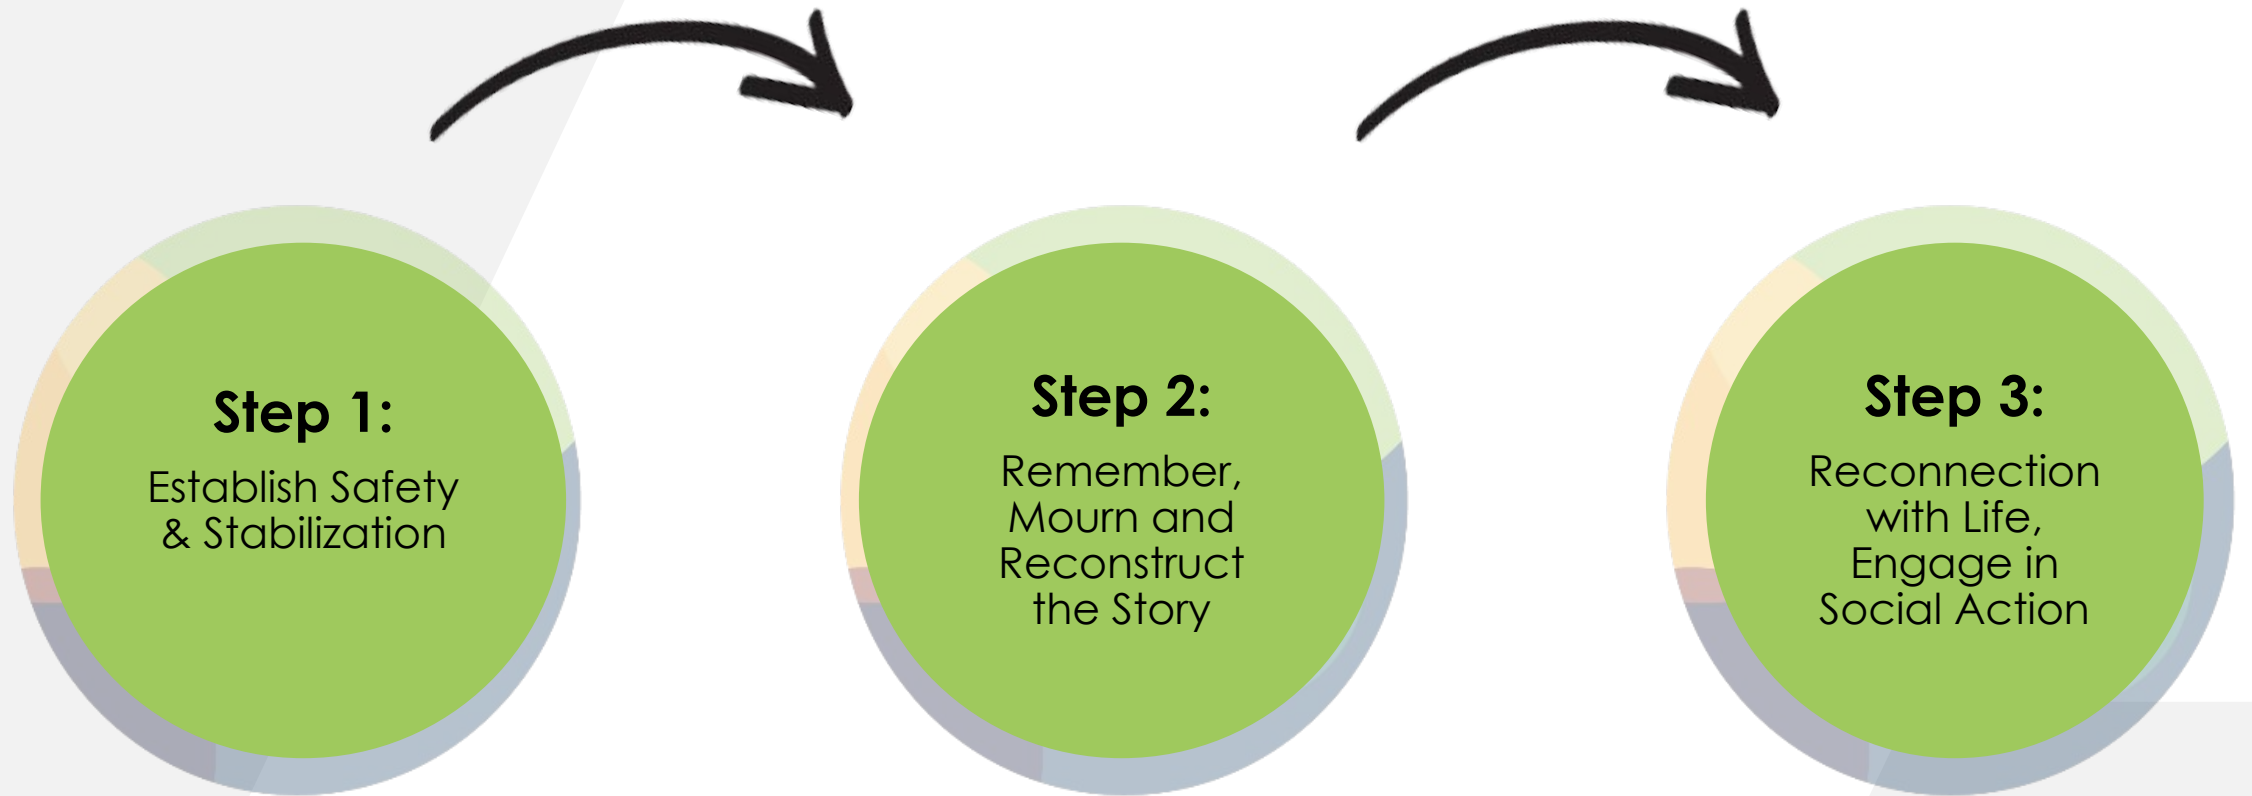 Step 1:
Establish Safety
& Stabilization
Step 2:
Remember,
Mourn and
Reconstruct
the Story
Step 3:
Reconnection
with Life,
Engage in
Social Action